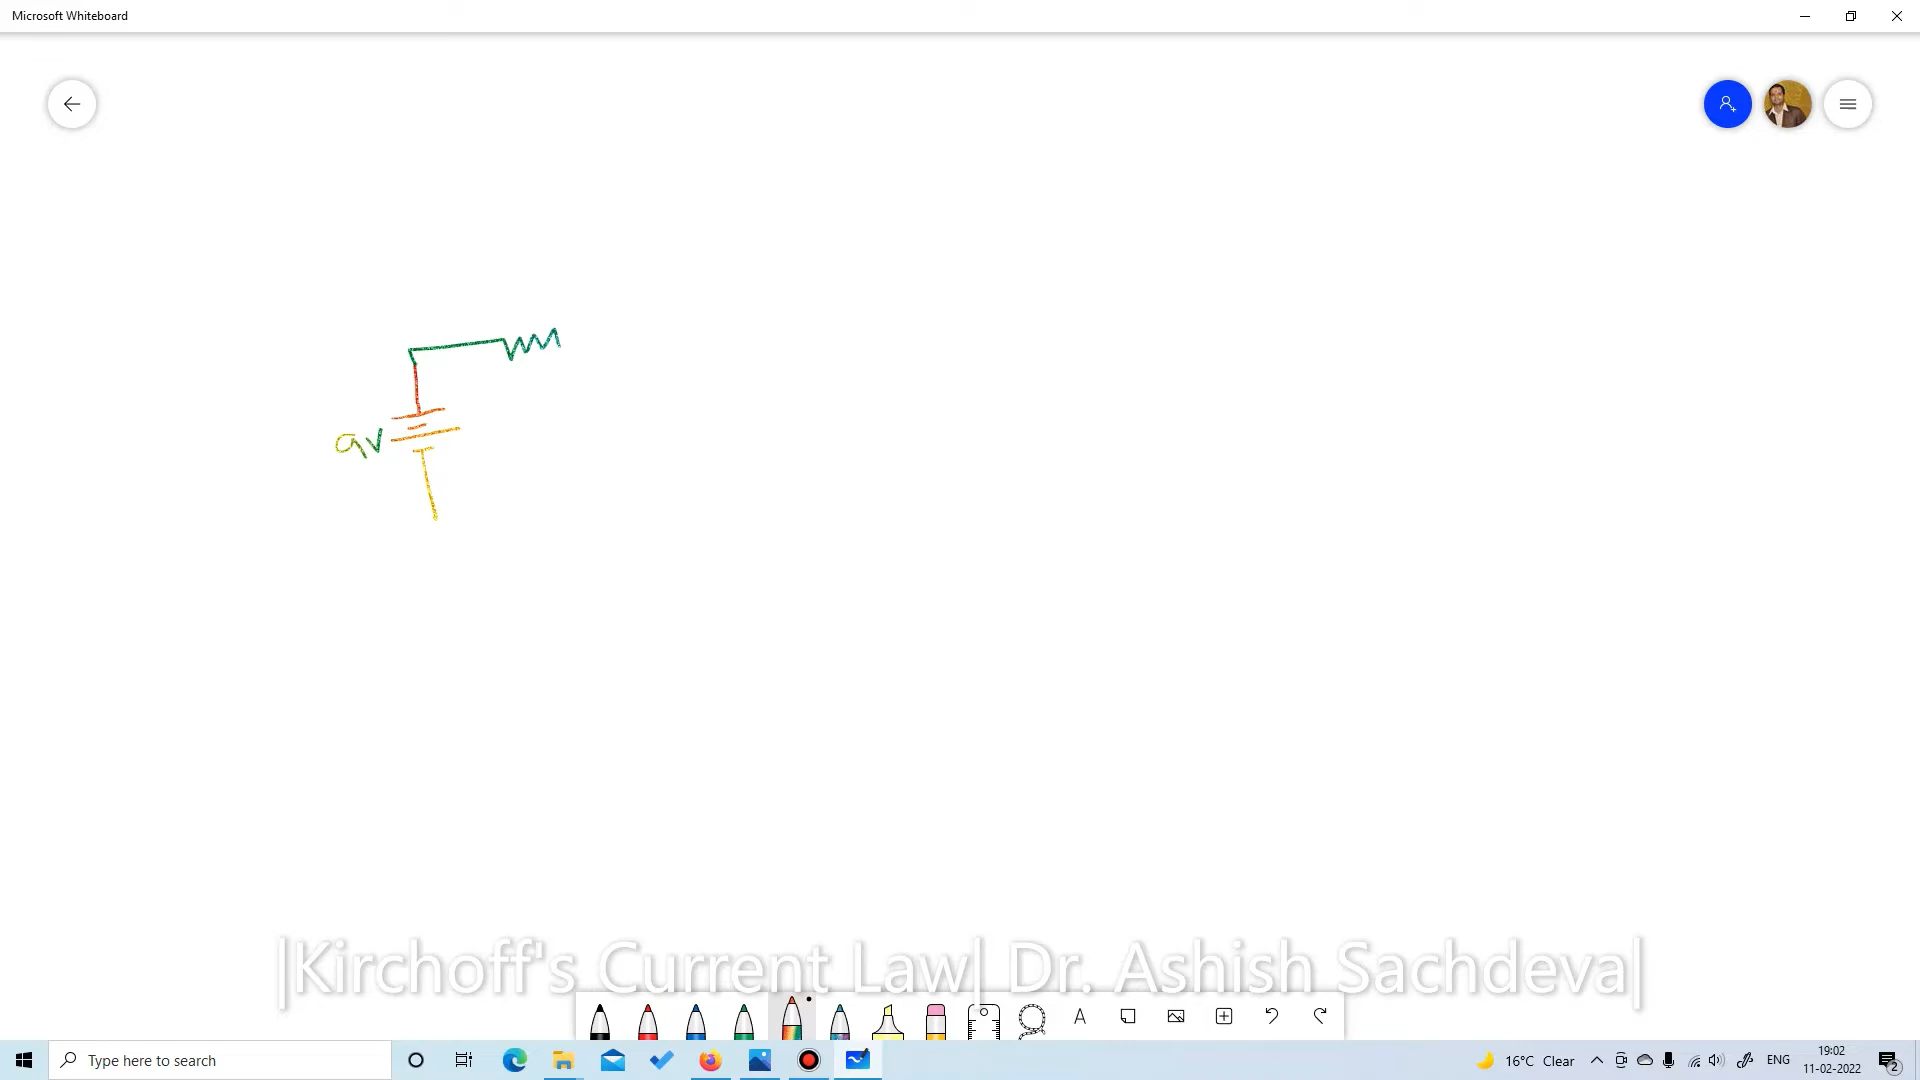 Microsoft Whiteboard
9V
|Kirchoff's Current Law| Dr. Ashish Sachdeva|
A
Type here to search
16°C Clear
ENG
19:02
11-02-2022
2